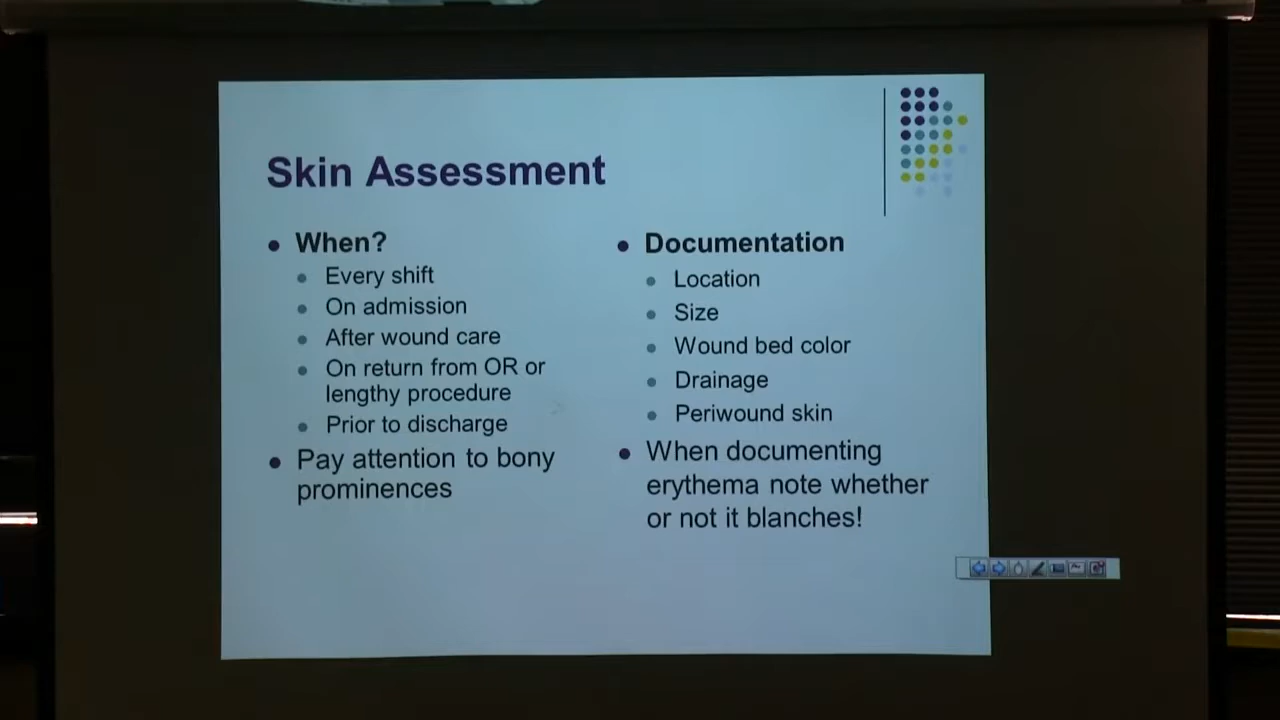 Skin Assessment
When?
Every shift
On admission
After wound care
On return from OR or
lengthy procedure
Prior to discharge
Pay attention to bony
prominences
Documentation
Location
Size
Wound bed color
Drainage
Periwound skin
When documenting
erythema note whether
or not it blanches!